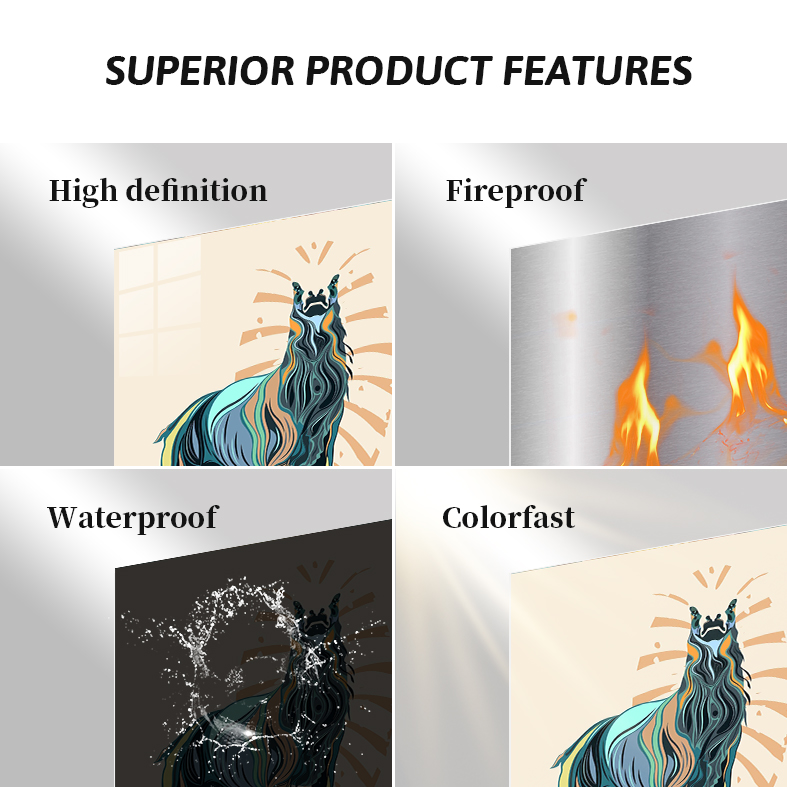 SUPERIOR PRODUCT FEATURES
High definition
Fireproof
Waterproof
Colorfast